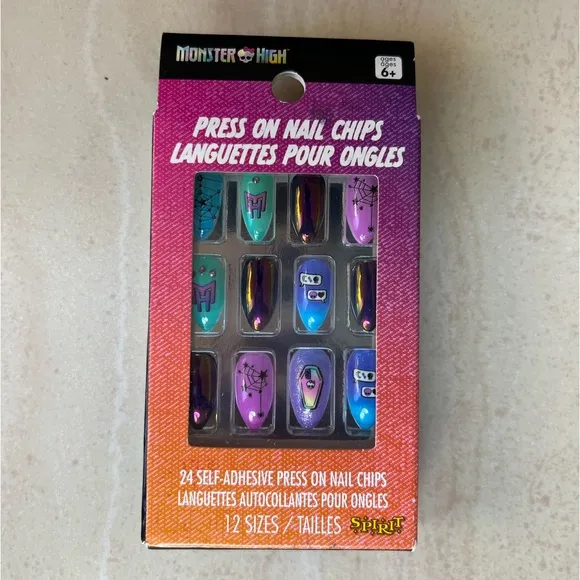 MONSTER HIGH
ages
ages
6+
PRESS ON NAIL CHIPS
LANGUETTES POUR ONGLES
24 SELF-ADHESIVE PRESS ON NAIL CHIPS
LANGUETTES AUTOCOLLANTES POUR ONGLES
12 SIZES / TAILLES
SPIRIT